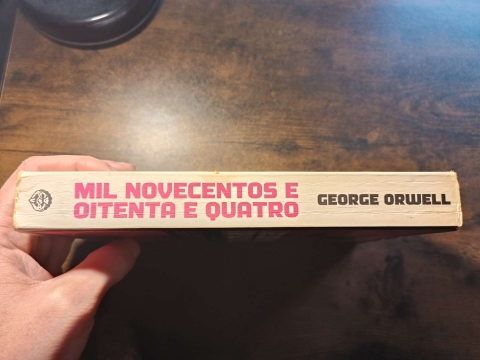 MIL NOVECENTOS E
OITENTA E QUATRO
GEORGE ORWELL